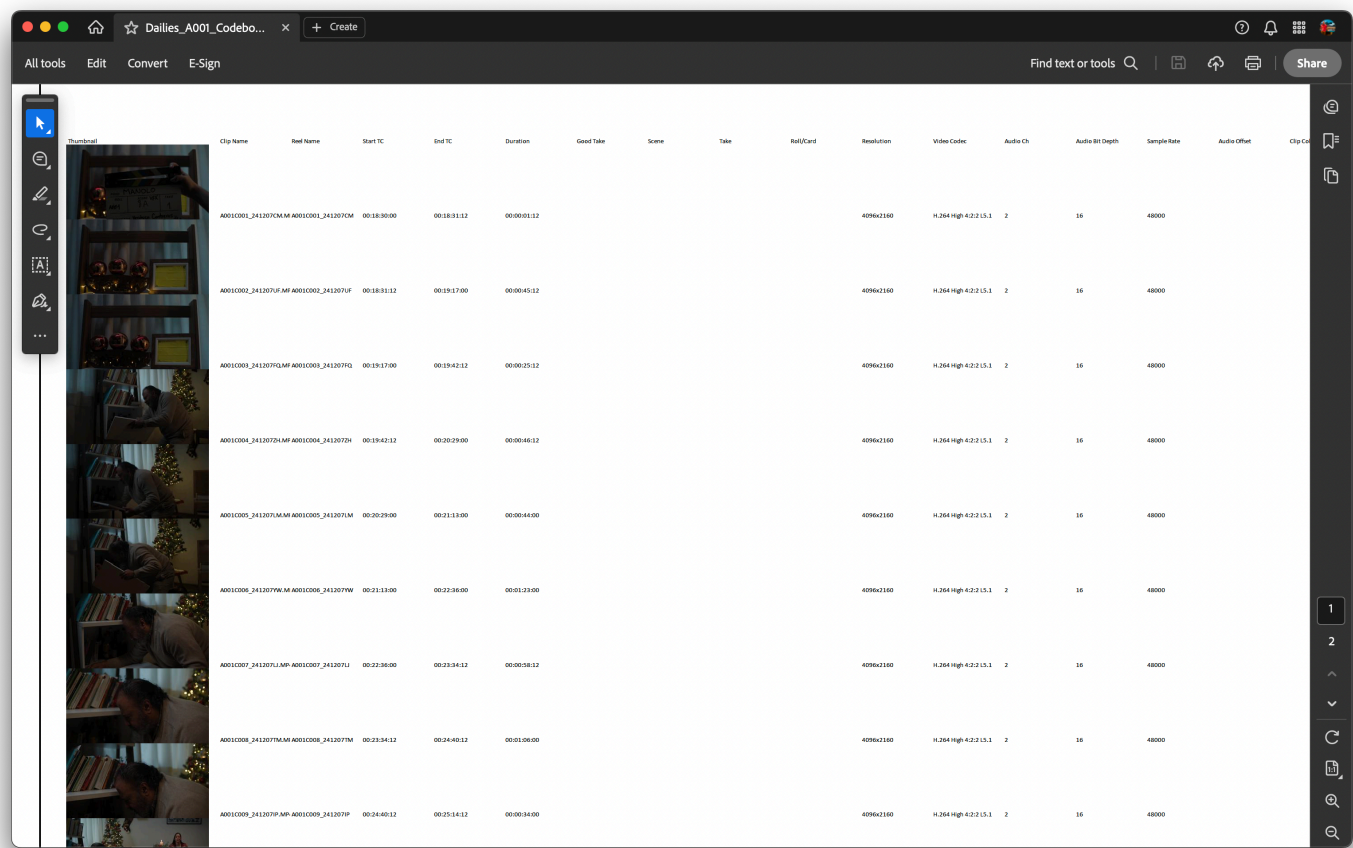 Dailies_A001_Codebo...
+ Create
All tools Edit Convert E-Sign
Find text or tools
Share
Thumbnail Clip Name Reel Name Start TC End TC Duration Good Take Scene Take Roll/Card Resolution Video Codec Audio Ch Audio Bit Depth Sample Rate Audio Offset Clip Col
A001C001_241207CM.M A001C001_241207CM 00:18:30:00 00:18:31:12 00:00:01:12 4096x2160 H.264 High 4:2:2 L5.1 2 16 48000
A001C002_241207UF.MF A001C002_241207UF 00:18:31:12 00:19:17:00 00:00:45:12 4096x2160 H.264 High 4:2:2 L5.1 2 16 48000
A001C003_241207FQ.MF A001C003_241207FQ 00:19:17:00 00:19:42:12 00:00:25:12 4096x2160 H.264 High 4:2:2 L5.1 2 16 48000
A001C004_241207ZH.MF A001C004_241207ZH 00:19:42:12 00:20:29:00 00:00:46:12 4096x2160 H.264 High 4:2:2 L5.1 2 16 48000
A001C005_241207LM.MI A001C005_241207LM 00:20:29:00 00:21:13:00 00:00:44:00 4096x2160 H.264 High 4:2:2 L5.1 2 16 48000
A001C006_241207YW.M A001C006_241207YW 00:21:13:00 00:22:36:00 00:01:23:00 4096x2160 H.264 High 4:2:2 L5.1 2 16 48000
A001C007_241207LJ.MP A001C007_241207LJ 00:22:36:00 00:23:34:12 00:00:58:12 4096x2160 H.264 High 4:2:2 L5.1 2 16 48000
A001C008_241207TM.MI A001C008_241207TM 00:23:34:12 00:24:40:12 00:01:06:00 4096x2160 H.264 High 4:2:2 L5.1 2 16 48000
A001C009_241207IP.MP A001C009_241207IP 00:24:40:12 00:25:14:12 00:00:34:00 4096x2160 H.264 High 4:2:2 L5.1 2 16 48000
1
2